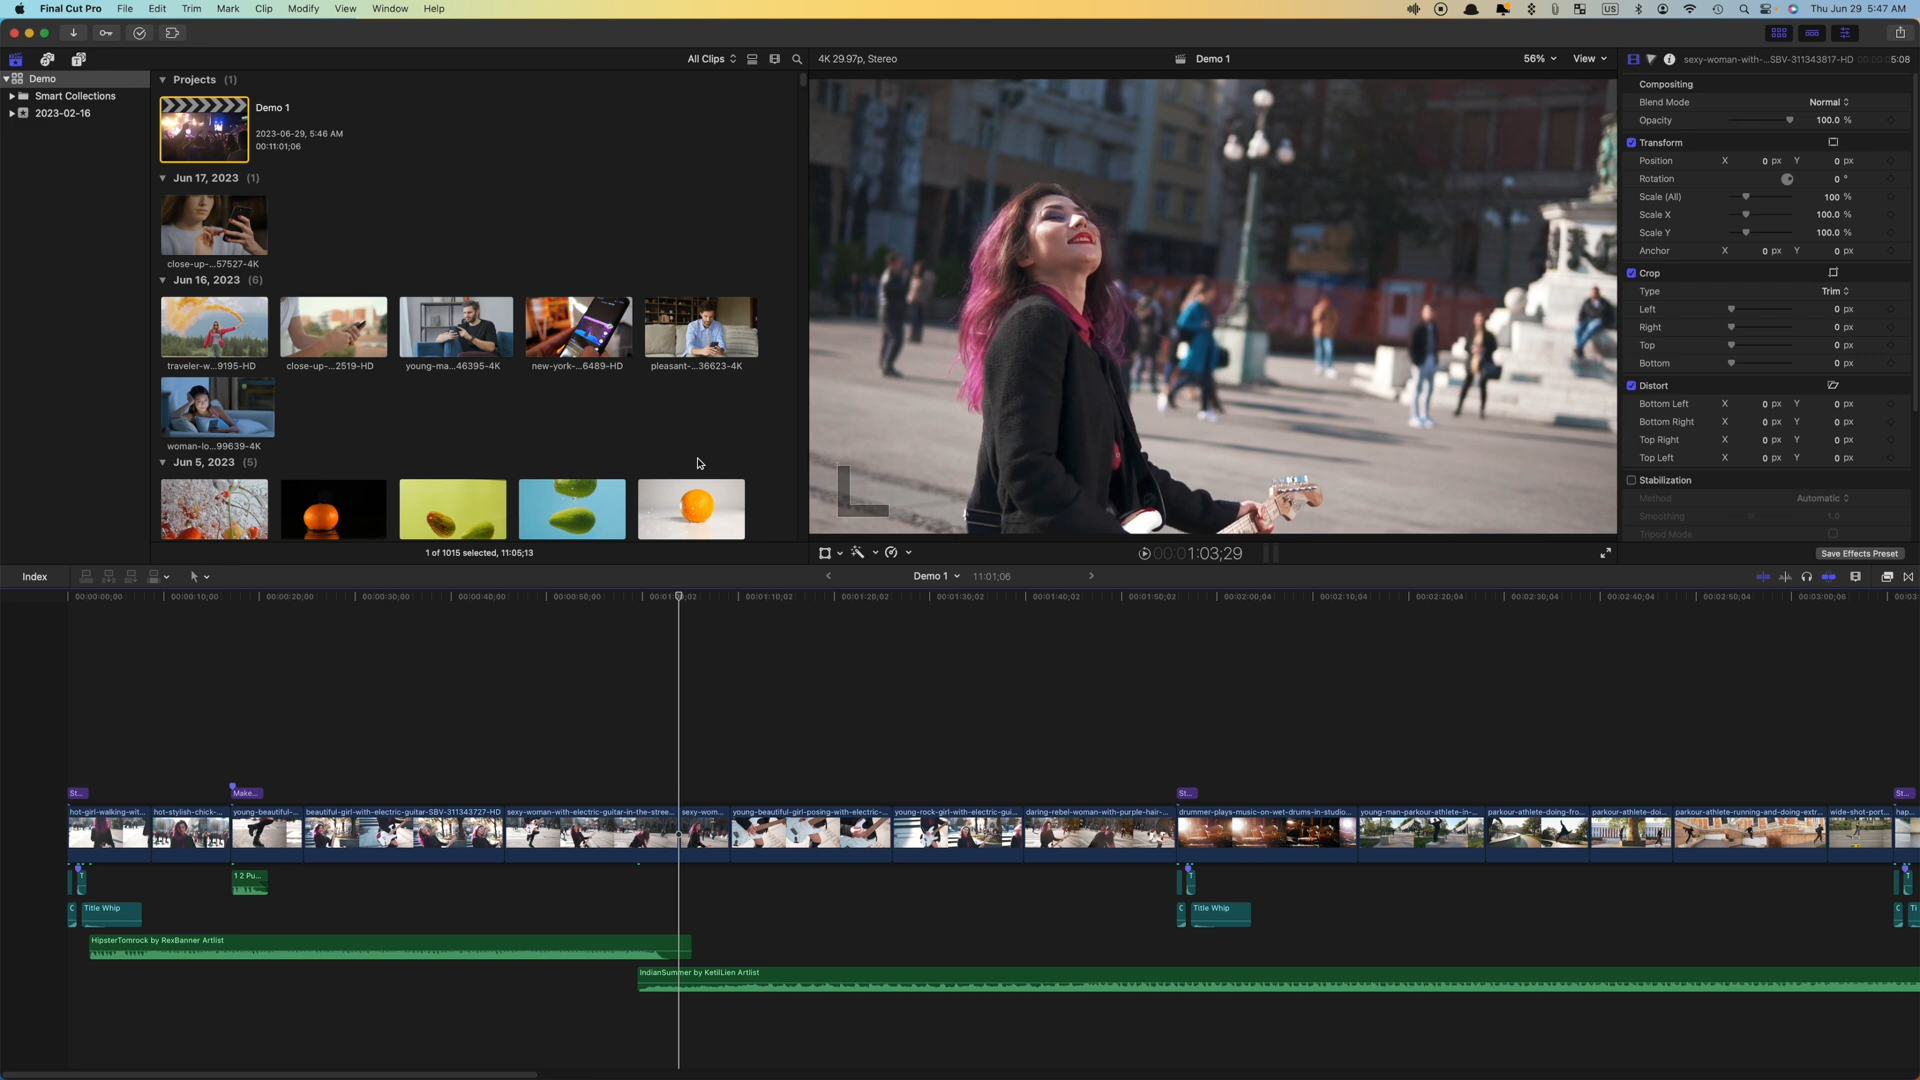 Final Cut Pro File Edit Trim Mark Clip Modify View Window Help US Thu Jun 29 5:47 AM
All Clips 4K 29.97p, Stereo Demo 1 56% View sexy-woman-with-...SBV-311343817-HD 00:00:05:08
Demo
Smart Collections
2023-02-16
Projects (1)
Demo 1
2023-06-29, 5:46 AM
00:11:01;06
Jun 17, 2023 (1)
close-up-...57527-4K
Jun 16, 2023 (6)
traveler-w...9195-HD close-up-...2519-HD young-ma...46395-4K new-york-...6489-HD pleasant-...36623-4K
woman-lo...99639-4K
Jun 5, 2023 (5)
1 of 1015 selected, 11:05;13
Compositing
Blend Mode Normal
Opacity 100.0 %
Transform
Position X 0 px Y 0 px
Rotation 0 °
Scale (All) 100 %
Scale X 100.0 %
Scale Y 100.0 %
Anchor X 0 px Y 0 px
Crop
Type Trim
Left 0 px
Right 0 px
Top 0 px
Bottom 0 px
Distort
Bottom Left X 0 px Y 0 px
Bottom Right X 0 px Y 0 px
Top Right X 0 px Y 0 px
Top Left X 0 px Y 0 px
Stabilization
Method Automatic
Smoothing 1.0
Tripod Mode
00:00:1:03;29
Save Effects Preset
Index Demo 1 11:01;06
00:00:00;00 00:00:10;00 00:00:20;00 00:00:30;00 00:00:40;00 00:00:50;00 00:01:00;02 00:01:10;02 00:01:20;02 00:01:30;02 00:01:40;02 00:01:50;02 00:02:00;04 00:02:10;04 00:02:20;04 00:02:30;04 00:02:40;04 00:02:50;04 00:03:00;06 00:03:
St... Make... St... St...
hot-girl-walking-wit... hot-stylish-chick-... young-beautiful-... beautiful-girl-with-electric-guitar-SBV-311343727-HD sexy-woman-with-electric-guitar-in-the-stree... sexy-wom... young-beautiful-girl-posing-with-electric-... young-rock-girl-with-electric-gui... daring-rebel-woman-with-purple-hair-... drummer-plays-music-on-wet-drums-in-studio... young-man-parkour-athlete-in-... parkour-athlete-doing-fro... parkour-athlete-doi... parkour-athlete-running-and-doing-extr... wide-shot-port... hap...
T 1 2 Pu... T T
C Title Whip C Title Whip C Ti
HipsterTomrock by RexBanner Artlist
IndianSummer by KetilLien Artlist